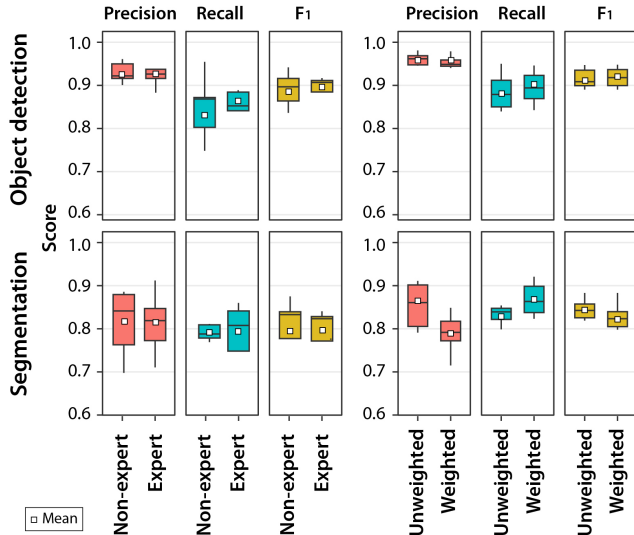 Precision Recall F1 Precision Recall F1
Object detection
1.0 1.0
0.9 0.9
0.8 0.8
0.7 0.7
0.6 0.6
Score
Segmentation
1.0 1.0
0.9 0.9
0.8 0.8
0.7 0.7
0.6 0.6
Non-expert Expert Non-expert Expert Non-expert Expert Unweighted Weighted Unweighted Weighted Unweighted Weighted
Mean